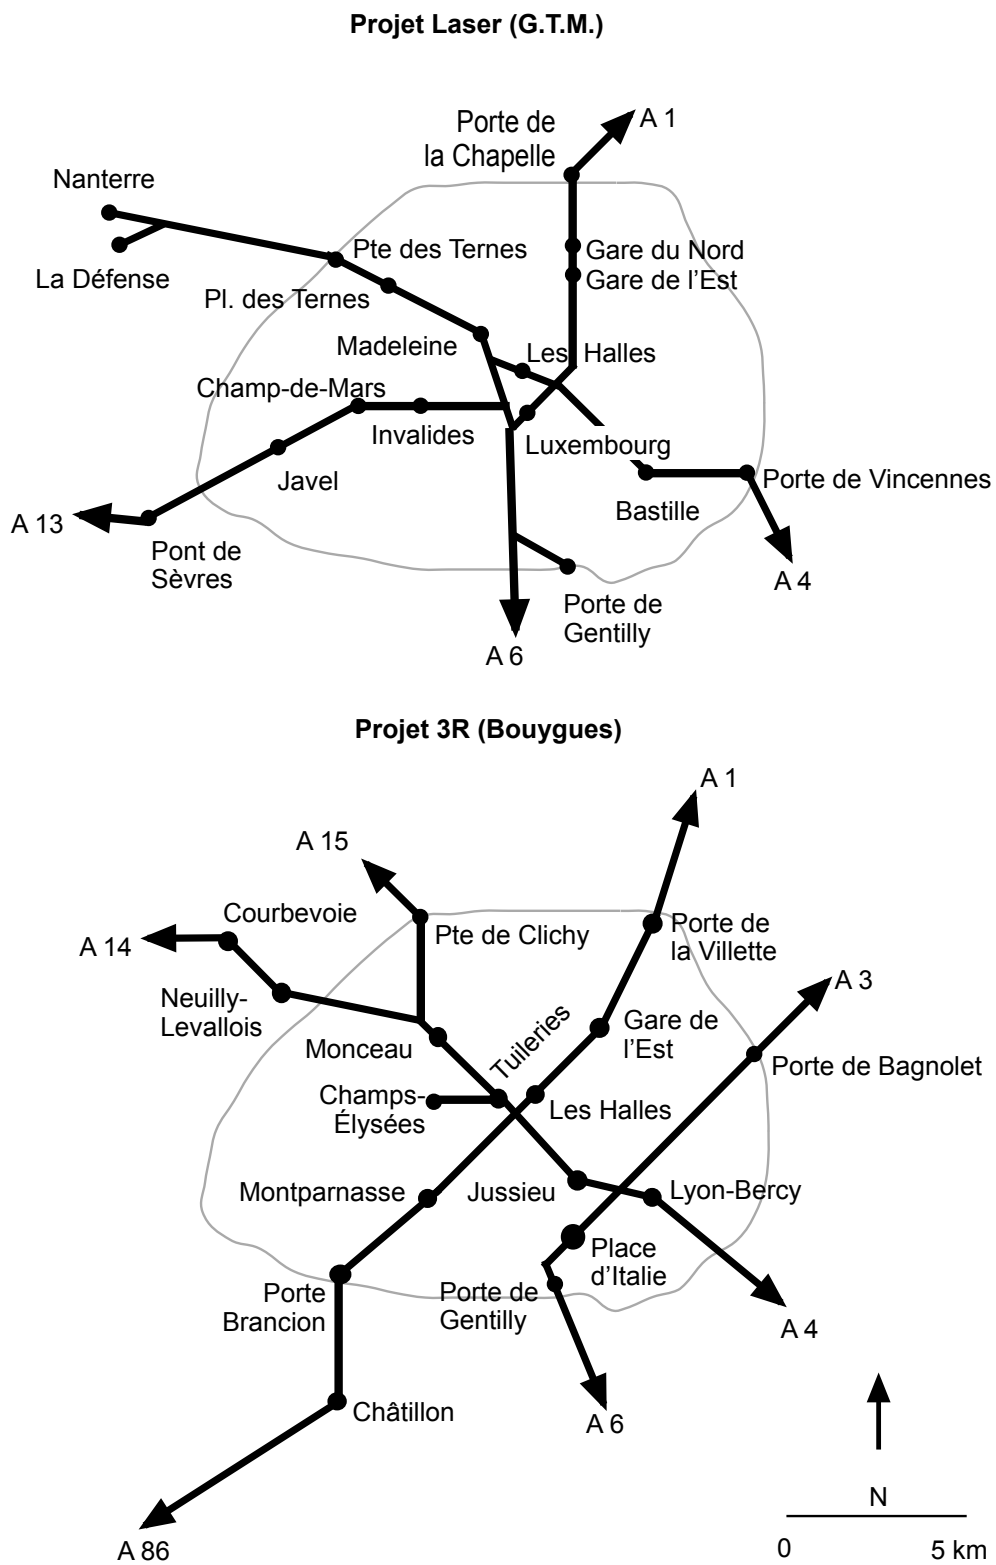 Projet Laser (G.T.M.)
A 1
Porte de
la Chapelle
Nanterre
Pte des Ternes
Gare du Nord
La Défense
Gare de l’Est
Pl. des Ternes
Madeleine
Les Halles
Champ-de-Mars
Invalides
Luxembourg
Javel
Porte de Vincennes
Bastille
A 13
Pont de
Sèvres
A 4
Porte de
Gentilly
A 6
Projet 3R (Bouygues)
A 1
A 15
Courbevoie
A 14
Pte de Clichy
Porte de
la Villette
A 3
Neuilly-
Levallois
Gare de
l’Est
Tuileries
Monceau
Porte de Bagnolet
Champs-
Élysées
Les Halles
Montparnasse
Jussieu
Lyon-Bercy
Place
d’Italie
Porte
Brancion
Porte de
Gentilly
A 4
Châtillon
A 6
N
A 86
0 5 km